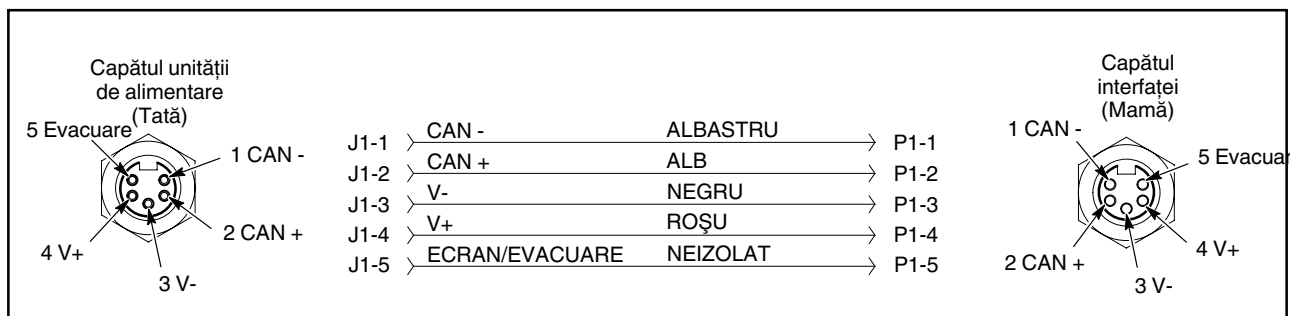 Capătul unității
de alimentare
(Tată)
5 Evacuare
1 CAN -
2 CAN +
3 V-
4 V+
J1-1 CAN - ALBASTRU P1-1
J1-2 CAN + ALB P1-2
J1-3 V- NEGRU P1-3
J1-4 V+ ROŞU P1-4
J1-5 ECRAN/EVACUARE NEIZOLAT P1-5
Capătul
interfaței
(Mamă)
1 CAN -
5 Evacuar
2 CAN +
4 V+
3 V-